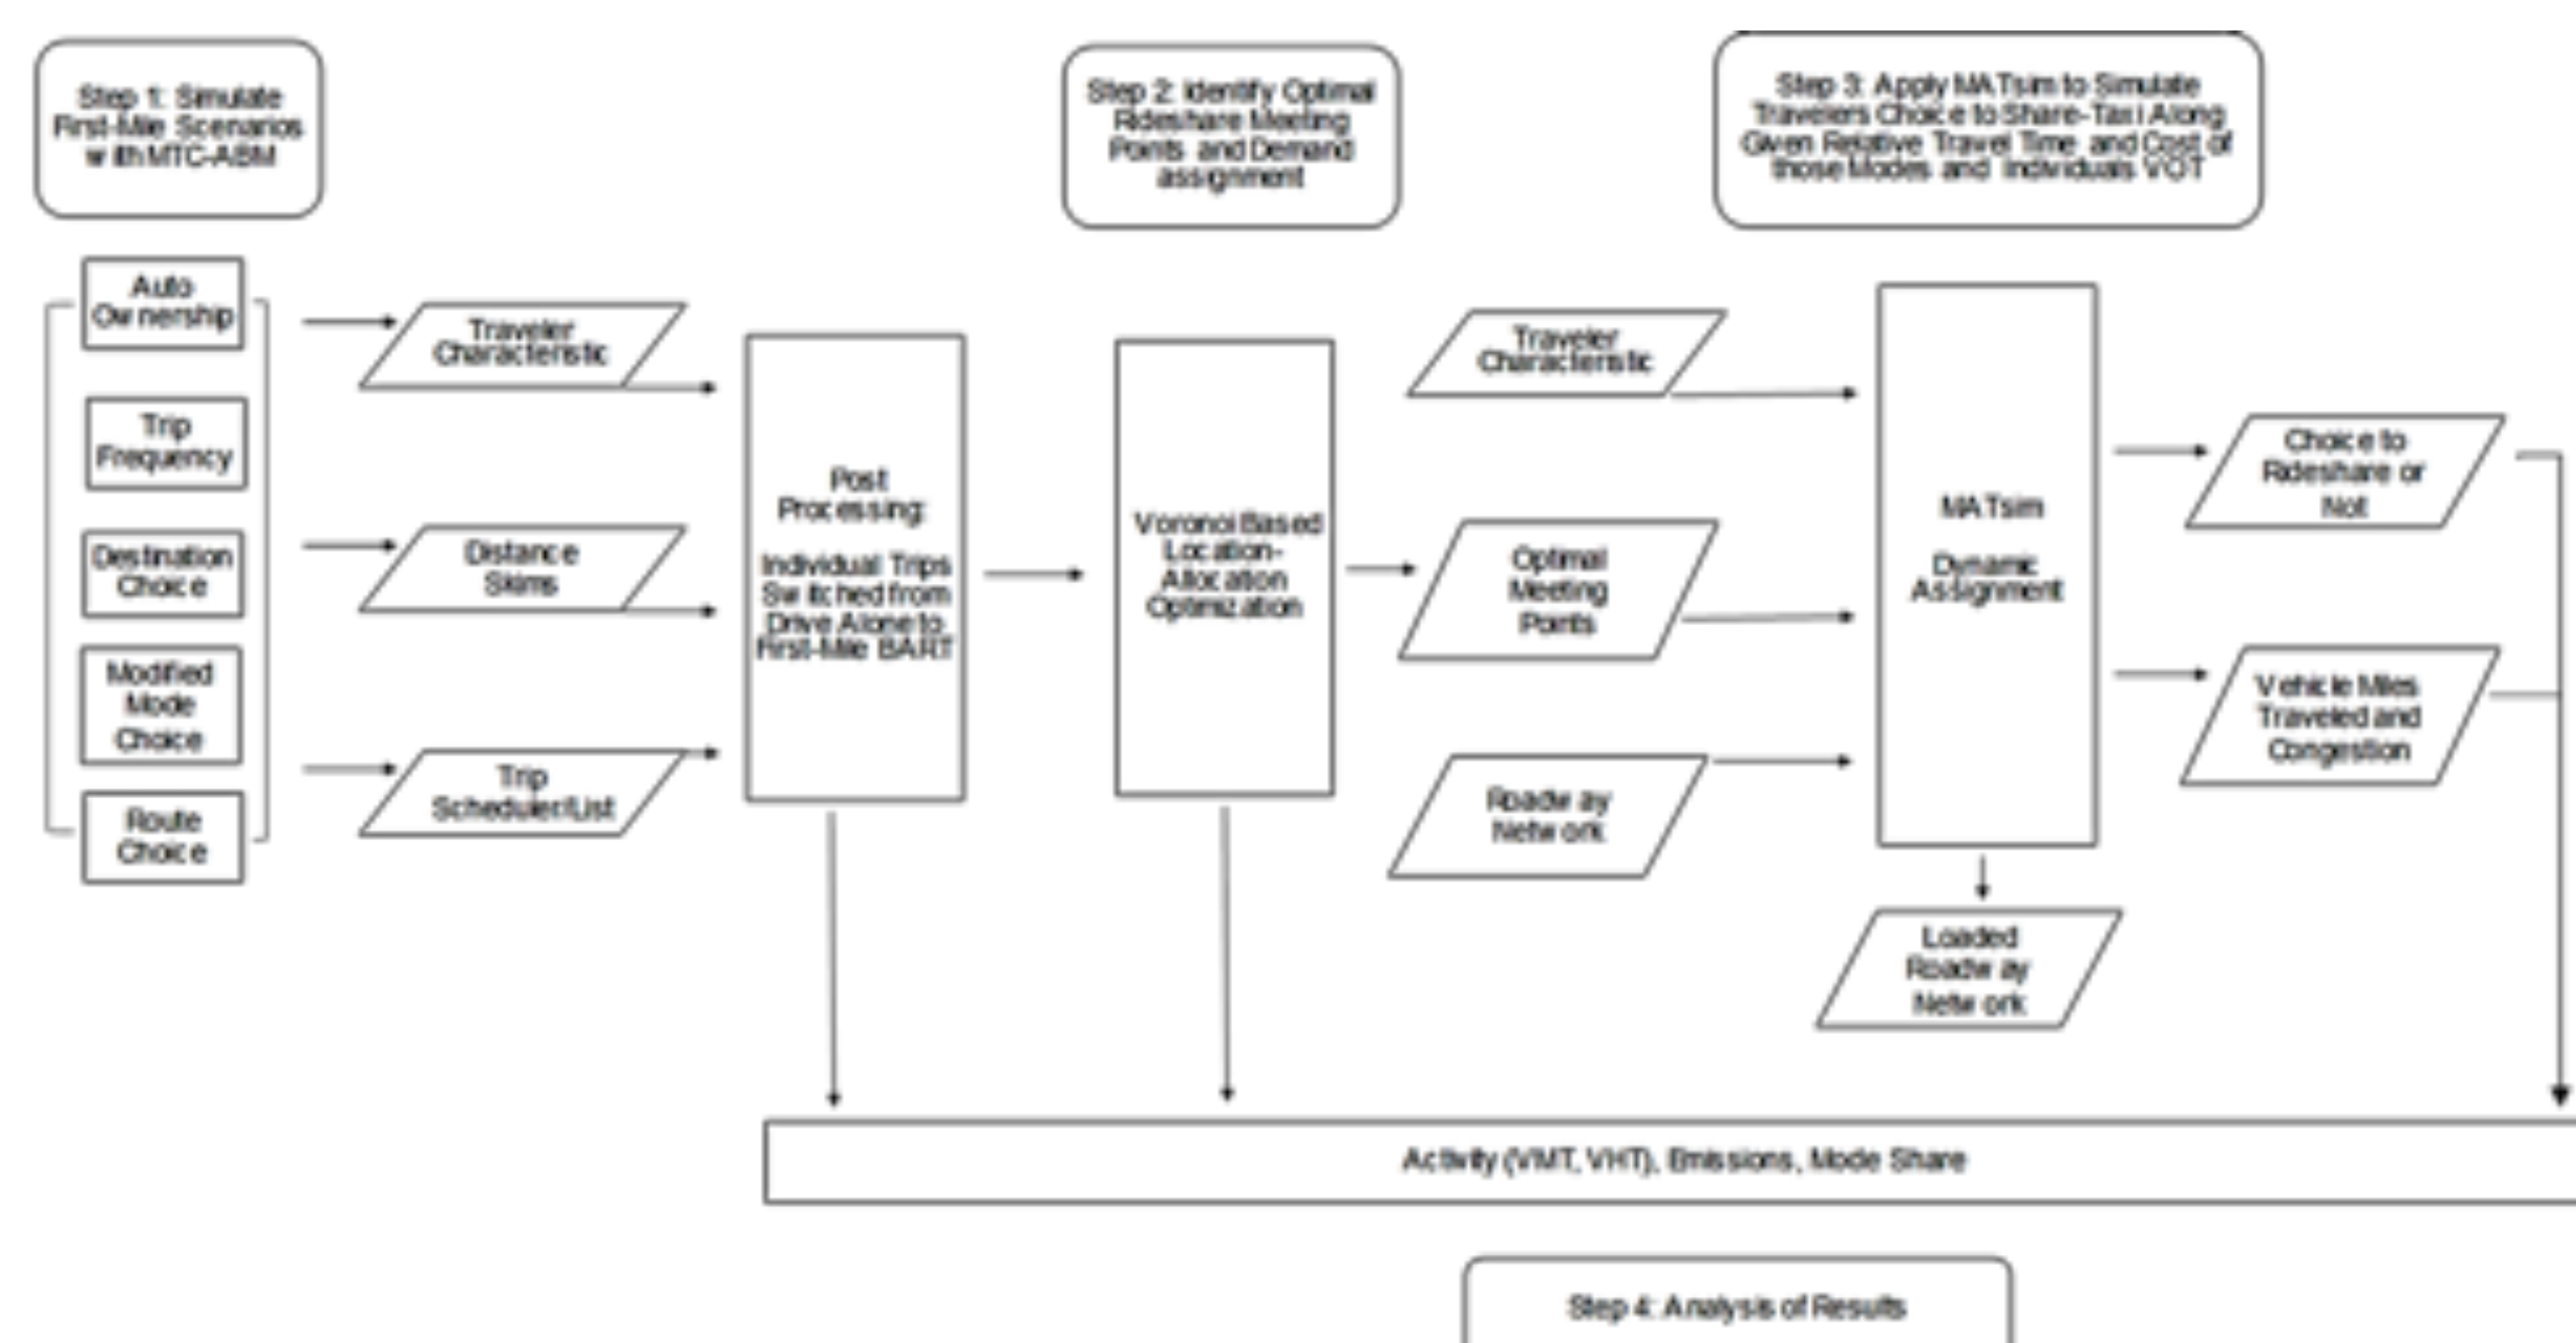 Step 1: Simulate
First-Mile Scenarios
with MTC-ABM
Step 2: Identify Optimal
Rideshare Meeting
Points and Demand
assignment
Step 3: Apply MATsim to Simulate
Travelers Choice to Share-Taxi Along
Given Relative Travel Time and Cost of
those Modes and Individuals VOT
Auto
Ownership
Trip
Frequency
Destination
Choice
Modified
Mode
Choice
Route
Choice
Traveler
Characteristic
Distance
Skims
Trip
Scheduler/List
Post
Processing:
Individual Trips
Switched from
Drive Alone to
First-Mile BART
Voronoi Based
Location-
Allocation
Optimization
Traveler
Characteristic
Optimal
Meeting
Points
Roadway
Network
MATsim
Dynamic
Assignment
Choice to
Rideshare or
Not
Vehicle Miles
Traveled and
Congestion
Loaded
Roadway
Network
Activity (VMT, VHT), Emissions, Mode Share
Step 4: Analysis of Results